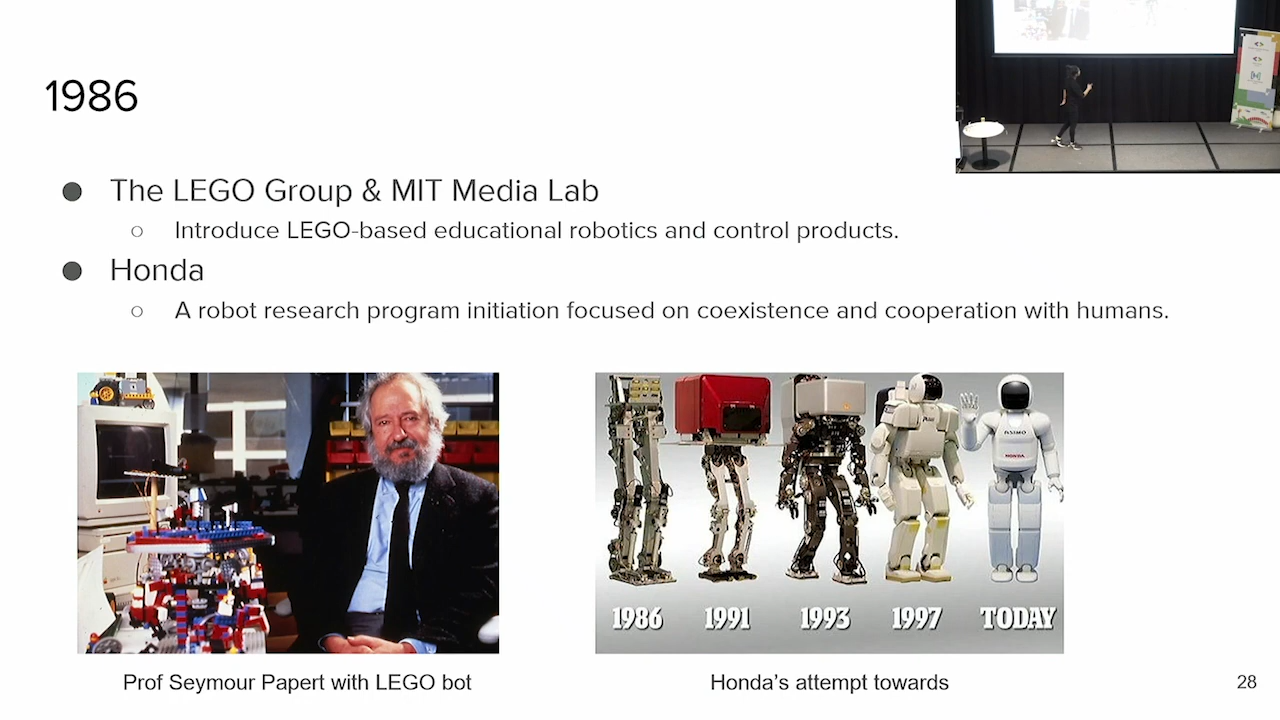 1986
● The LEGO Group & MIT Media Lab
○ Introduce LEGO-based educational robotics and control products.
● Honda
○ A robot research program initiation focused on coexistence and cooperation with humans.
ASIMO
HONDA
1986 1991 1993 1997 TODAY
Prof Seymour Papert with LEGO bot
Honda's attempt towards
28